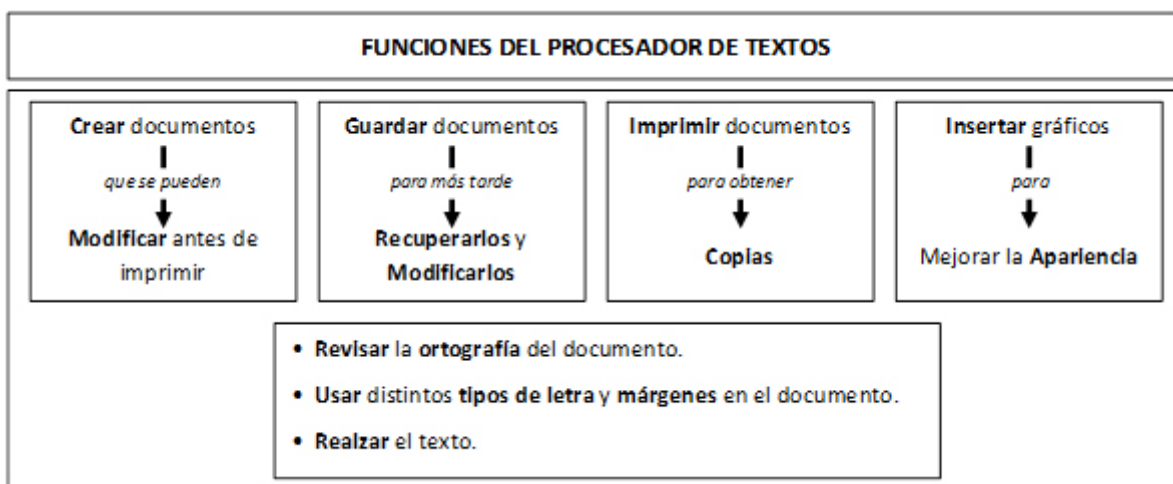 FUNCIONES DEL PROCESADOR DE TEXTOS
Crear documentos
que se pueden
Modificar antes de
imprimir
Guardar documentos
para más tarde
Recuperarlos y
Modificarlos
Imprimir documentos
para obtener
Copias
Insertar gráficos
para
Mejorar la Apariencia
• Revisar la ortografía del documento.
• Usar distintos tipos de letra y márgenes en el documento.
• Realzar el texto.